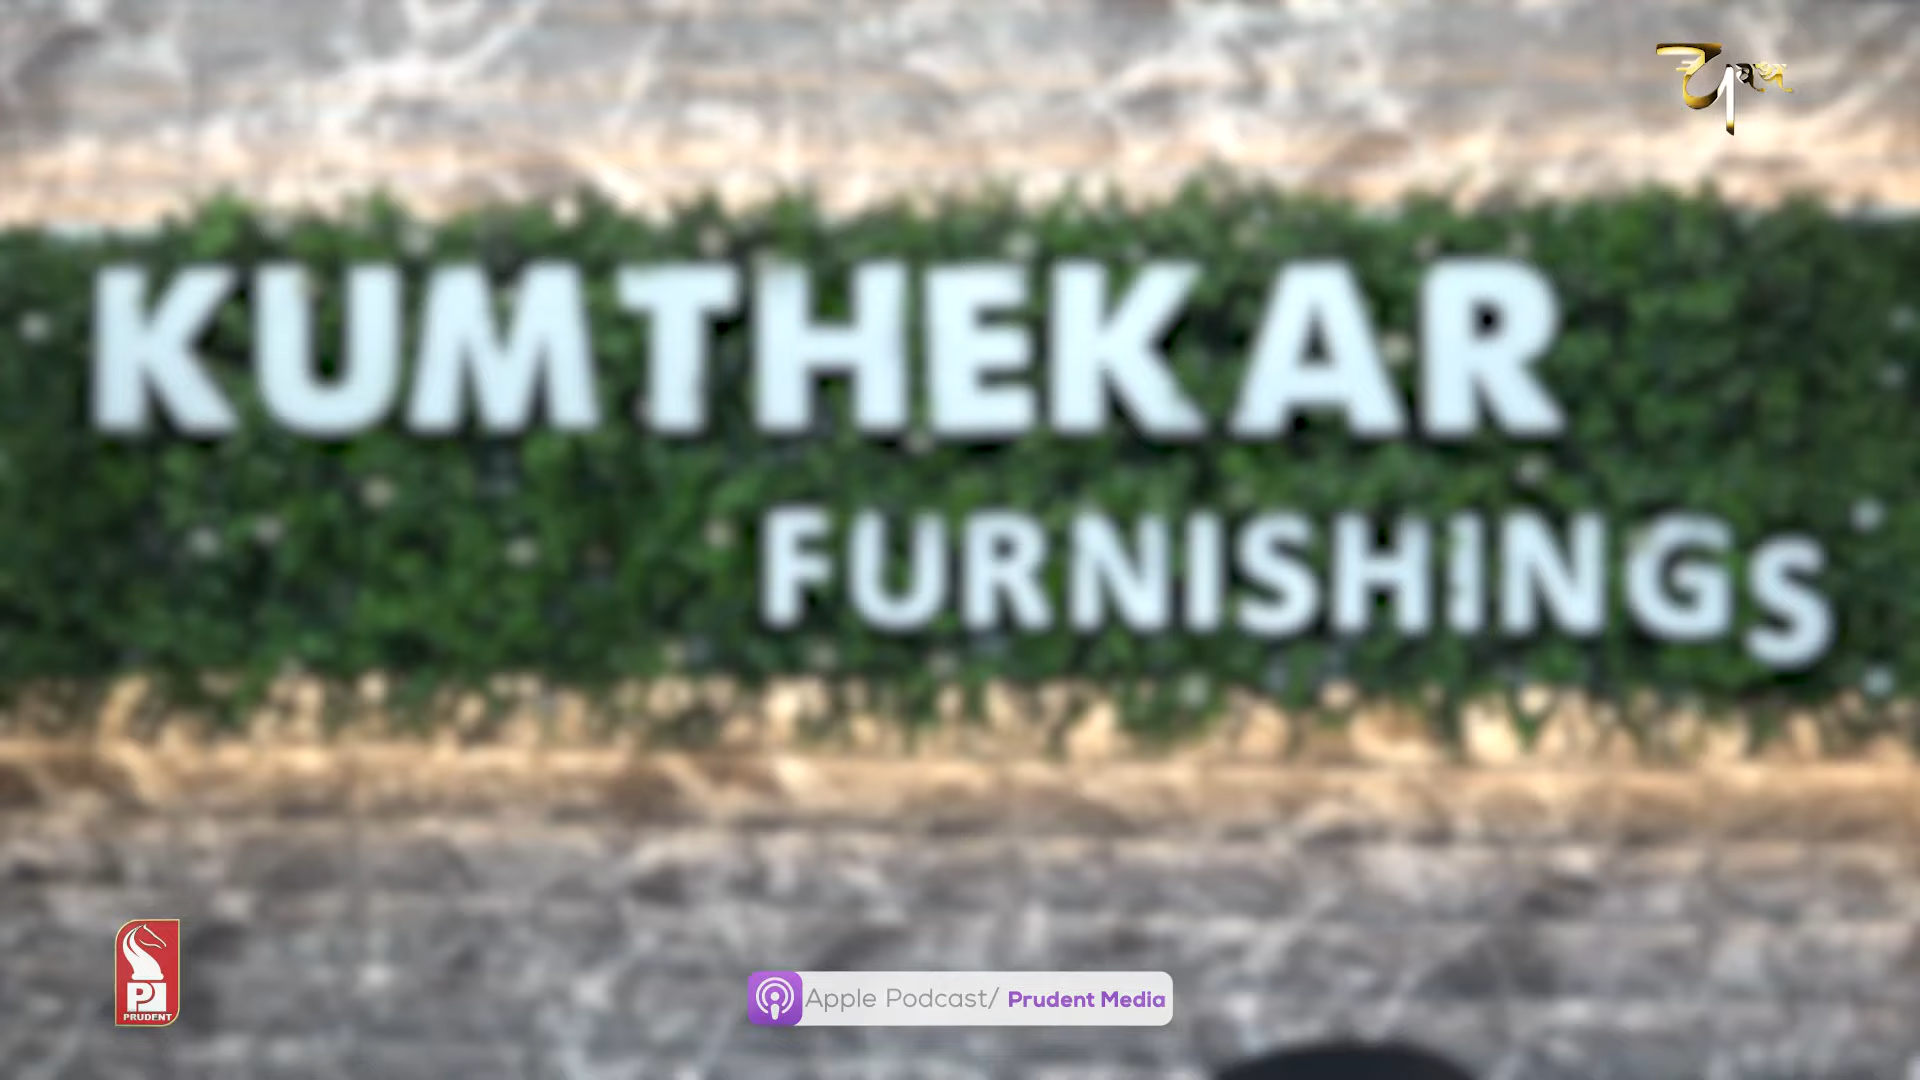 KUMTHEKAR
FURNISHINGS
PRUDENT
Apple Podcast/ Prudent Media